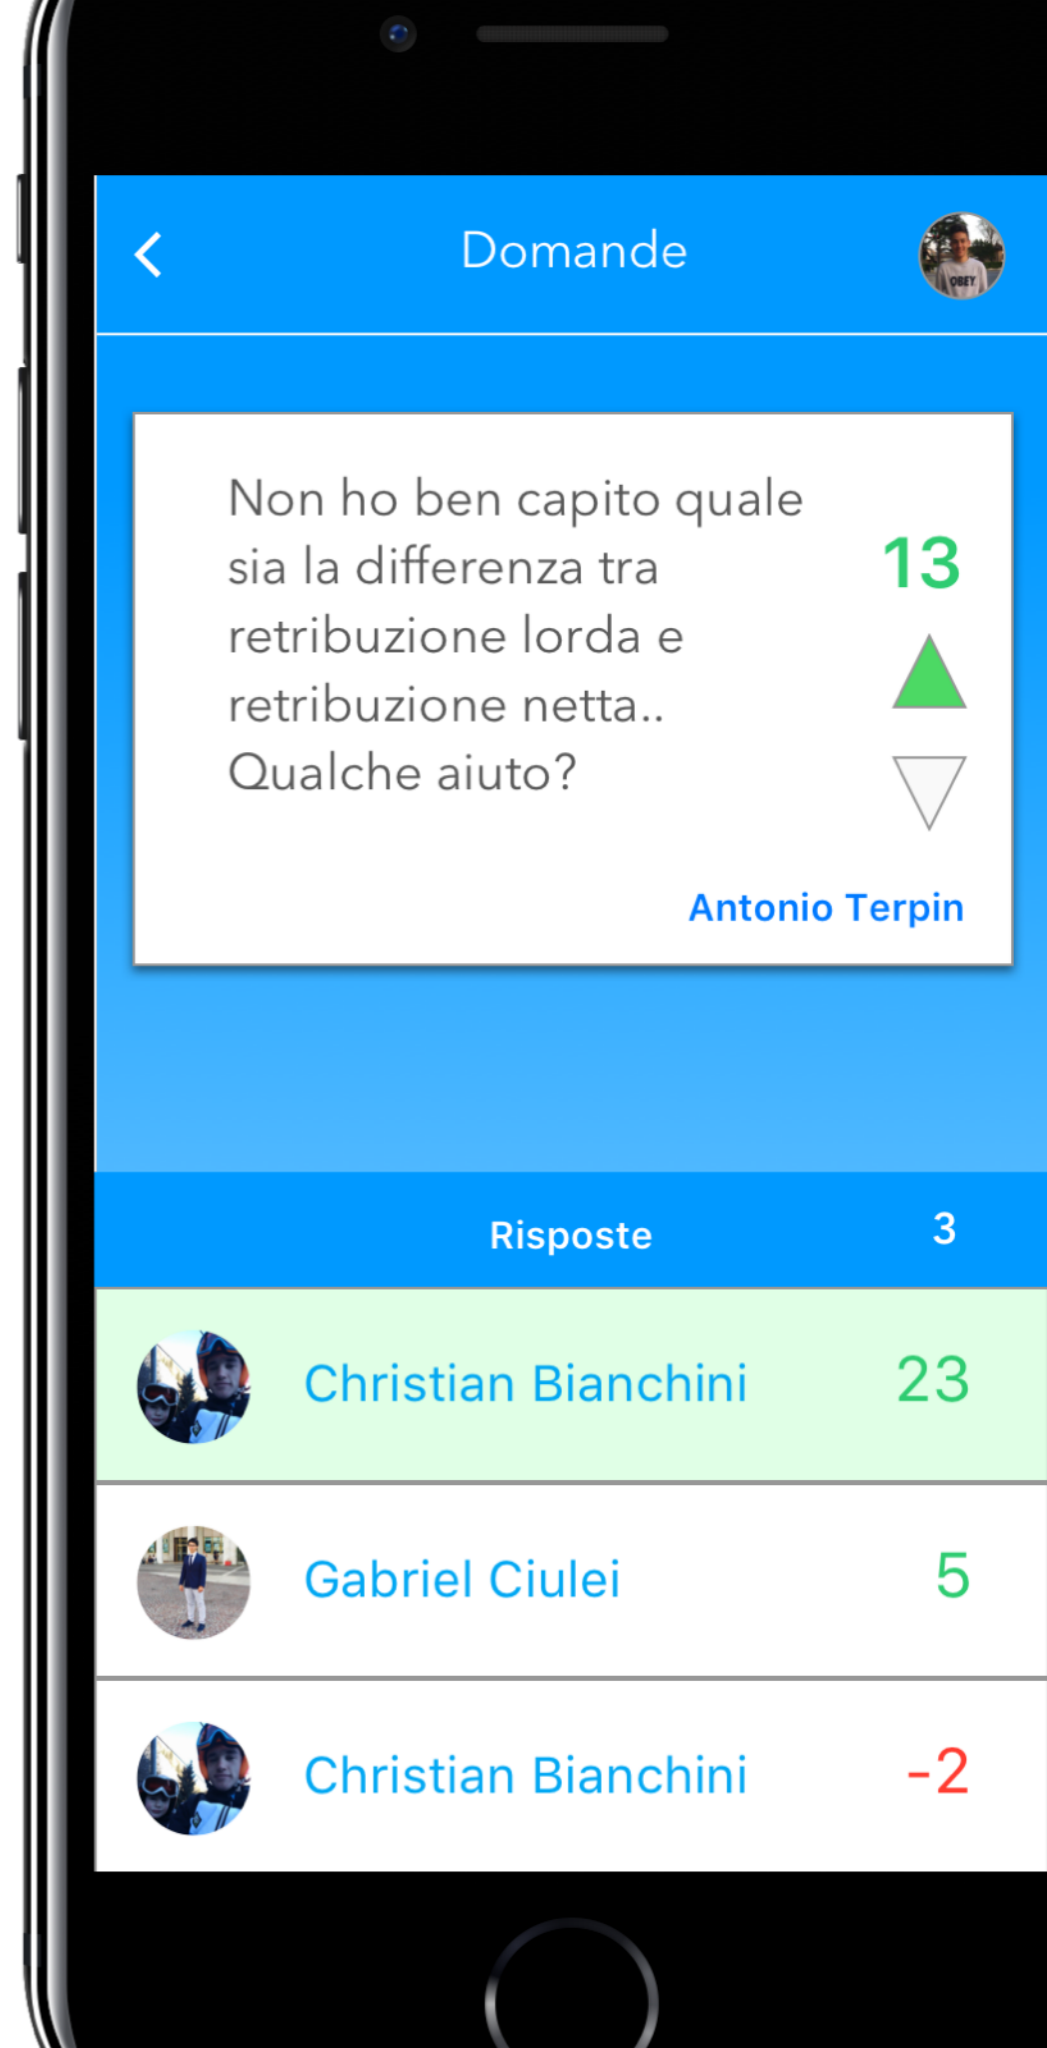 Domande
OBEY
Non ho ben capito quale
sia la differenza tra
retribuzione lorda e
retribuzione netta..
Qualche aiuto?
13
Antonio Terpin
Risposte 3
Christian Bianchini 23
Gabriel Ciulei 5
Christian Bianchini -2